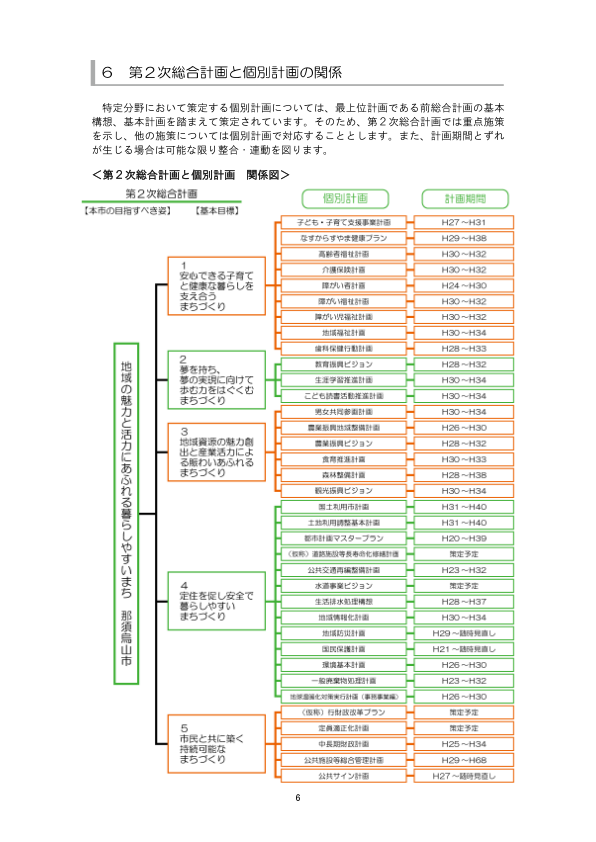 ６　第２次総合計画と個別計画の関係
特定分野において策定する個別計画については、最上位計画である前総合計画の基本
構想、基本計画を踏まえて策定されています。そのため、第２次総合計画では重点施策
を示し、他の施策については個別計画で対応することとします。また、計画期間とずれ
が生じる場合は可能な限り整合・連動を図ります。
＜第２次総合計画と個別計画　関係図＞
第２次総合計画
個別計画
計画期間
【本市の目指すべき姿】
【基本目標】
地域の魅力と活力にあふれる暮らしやすいまち　那須烏山市
1
安心できる子育て
と健康な暮らしを
支え合う
まちづくり
子ども・子育て支援事業計画　H27～H31
なすからすやま健康プラン　H29～H38
高齢者福祉計画　H30～H32
介護保険計画　H30～H32
障がい者計画　H24～H30
障がい福祉計画　H30～H32
障がい児福祉計画　H30～H32
地域福祉計画　H30～H34
歯科保健行動計画　H28～H33
2
夢を持ち、
夢の実現に向けて
歩む力をはぐくむ
まちづくり
教育振興ビジョン　H28～H32
生涯学習推進計画　H30～H34
こども読書活動推進計画　H30～H34
3
地域資源の魅力創
出と産業活力によ
る賑わいあふれる
まちづくり
男女共同参画計画　H30～H34
農業振興地域整備計画　H26～H30
農業振興ビジョン　H28～H32
食育推進計画　H30～H33
森林整備計画　H28～H38
観光振興ビジョン　H30～H34
4
定住を促し安全で
暮らしやすい
まちづくり
国土利用市計画　H31～H40
土地利用調整基本計画　H31～H40
都市計画マスタープラン　H20～H39
（仮称）道路施設等長寿命化修繕計画　策定予定
公共交通再編整備計画　H23～H32
水道事業ビジョン　策定予定
生活排水処理構想　H28～H37
地域情報化計画　H30～H34
地域防災計画　H29～随時見直し
国民保護計画　H21～随時見直し
環境基本計画　H26～H30
一般廃棄物処理計画　H23～H32
地球温暖化対策実行計画（事務事業編）　H26～H30
5
市民と共に築く
持続可能な
まちづくり
（仮称）行財政改革プラン　策定予定
定員適正化計画　策定予定
中長期財政計画　H25～H34
公共施設等総合管理計画　H29～H68
公共サイン計画　H27～随時見直し
6